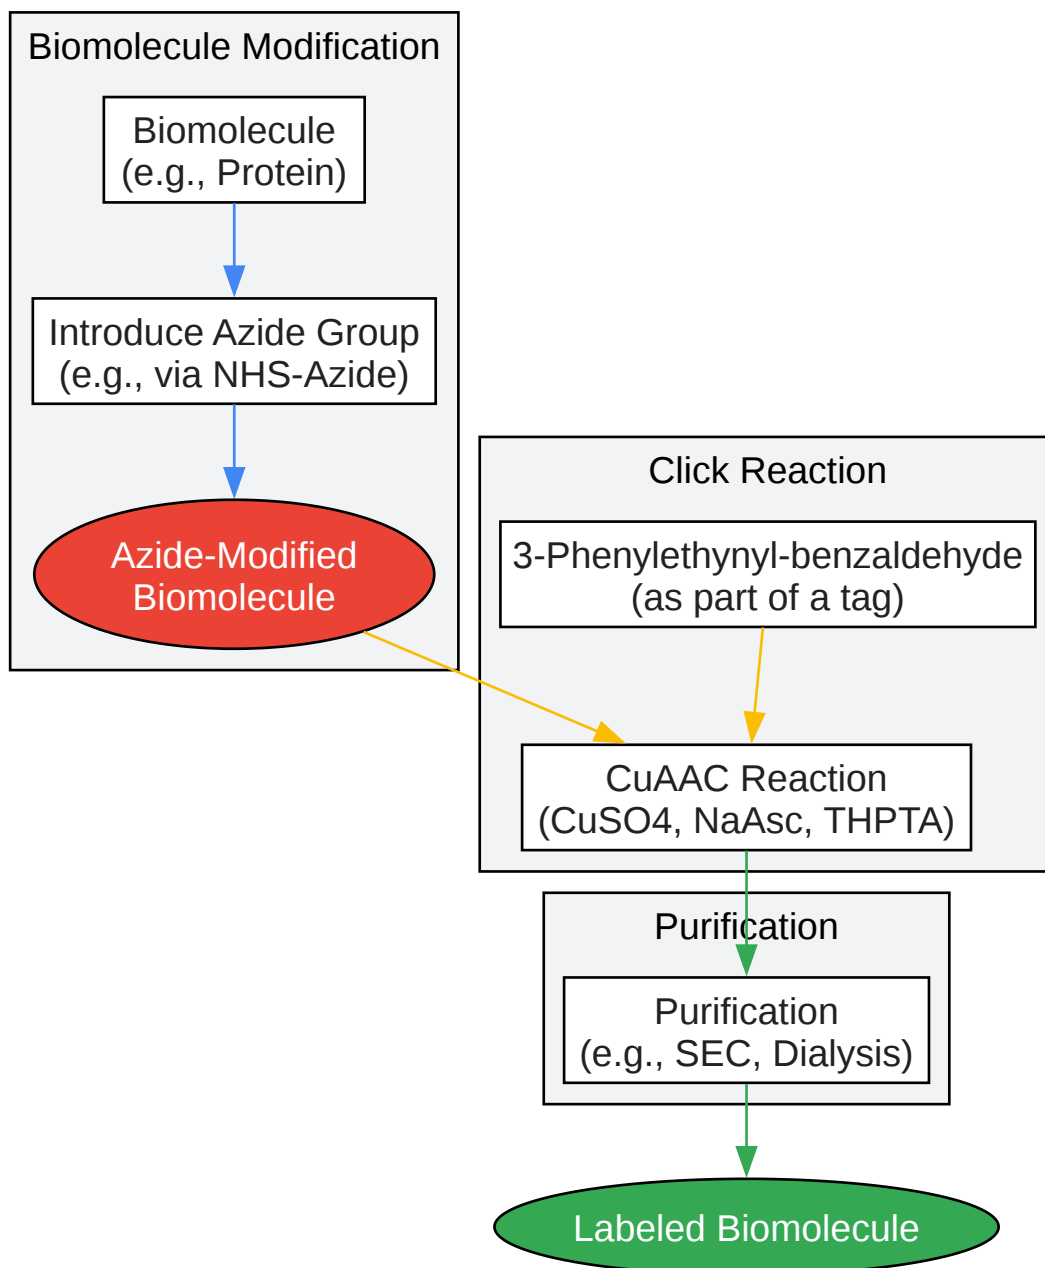 Biomolecule Modification
Biomolecule
(e.g., Protein)
Introduce Azide Group
(e.g., via NHS-Azide)
Azide-Modified
Biomolecule
Click Reaction
3-Phenylethynyl-benzaldehyde
(as part of a tag)
CuAAC Reaction
(CuSO4, NaAsc, THPTA)
Purification
Purification
(e.g., SEC, Dialysis)
Labeled Biomolecule